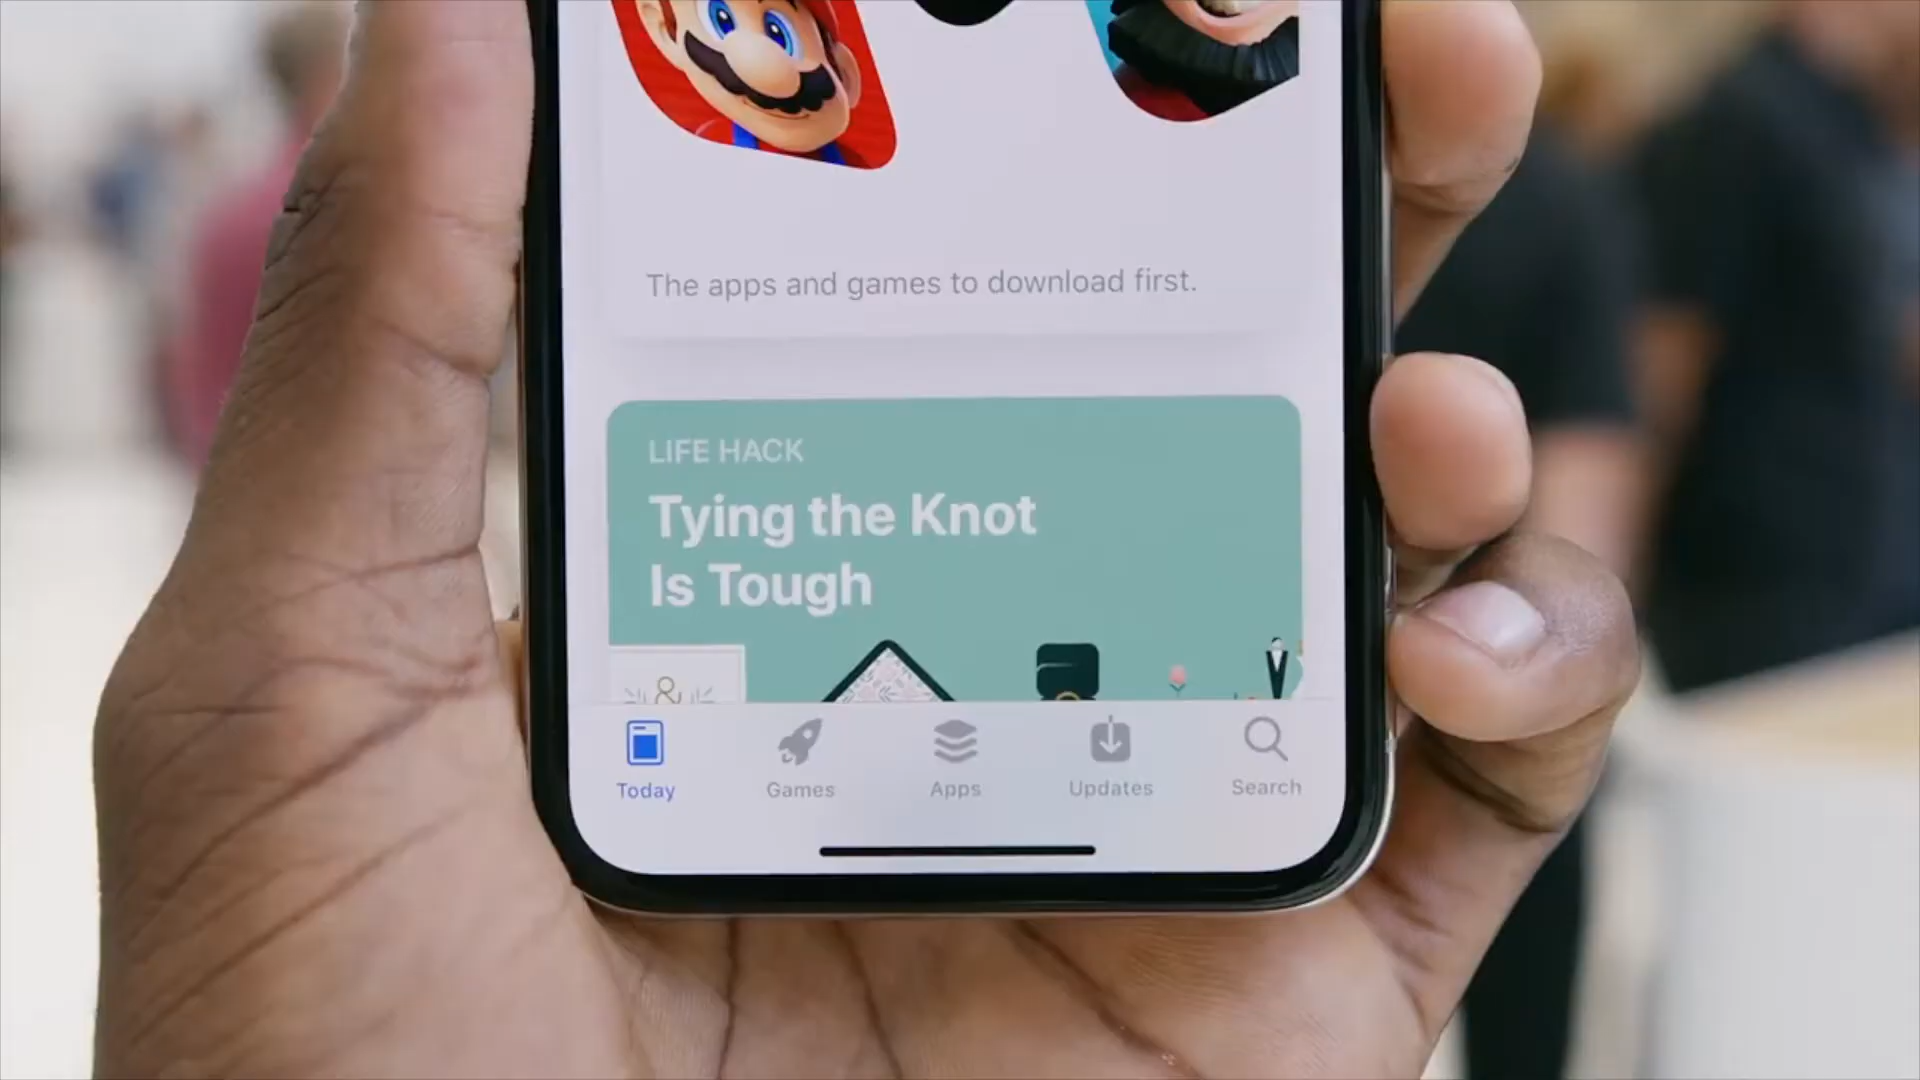 The apps and games to download first.
LIFE HACK
Tying the Knot
Is Tough
&
Today
Games
Apps
Updates
Search